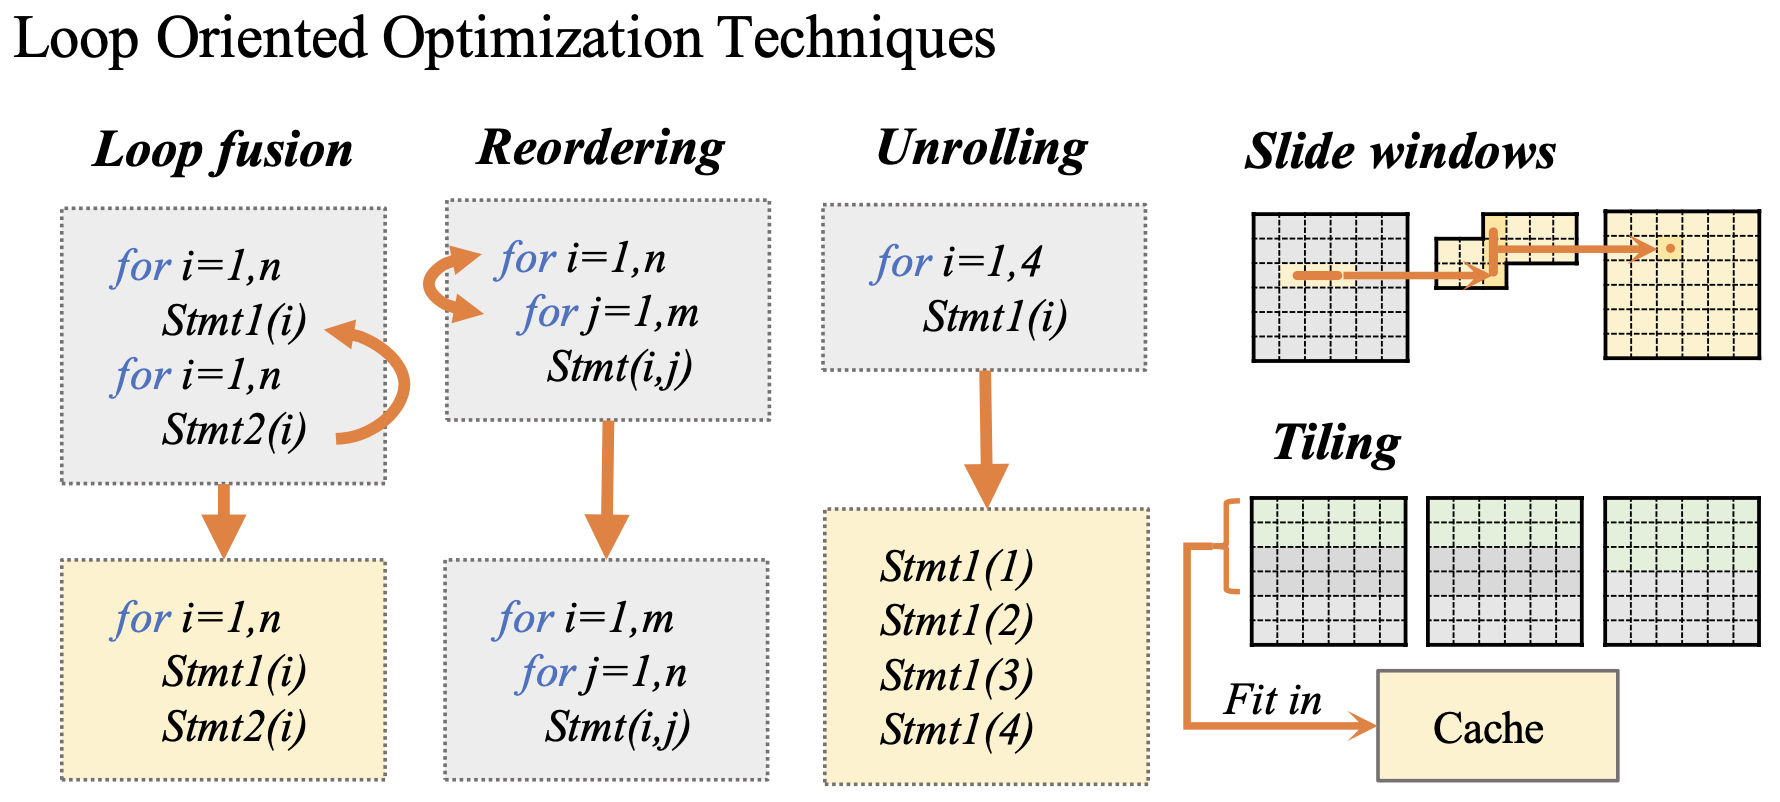 Loop Oriented Optimization Techniques
Loop fusion
for i=1,n
Stmt1(i)
for i=1,n
Stmt2(i)
for i=1,n
Stmt1(i)
Stmt2(i)
Reordering
for i=1,n
for j=1,m
Stmt(i,j)
for i=1,m
for j=1,n
Stmt(i,j)
Unrolling
for i=1,4
Stmt1(i)
Stmt1(1)
Stmt1(2)
Stmt1(3)
Stmt1(4)
Slide windows
Tiling
Fit in
Cache